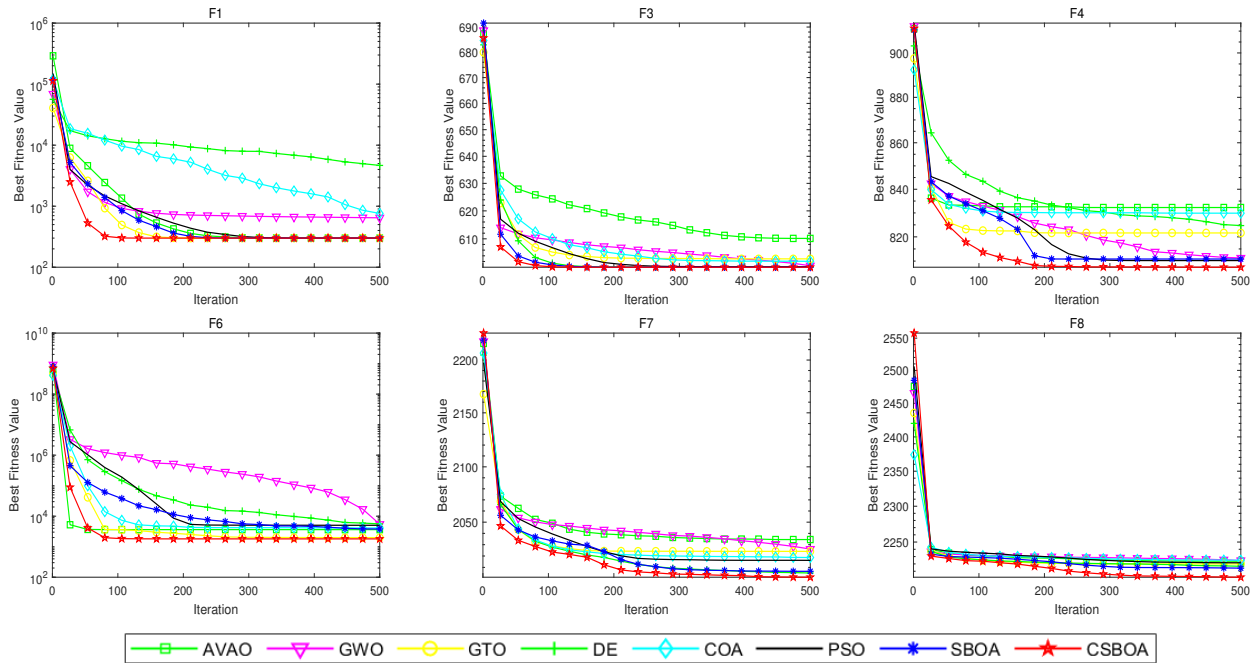 F1
F3
F4
Best Fitness Value
10^6
10^5
10^4
10^3
10^2
0 100 200 300 400 500
Iteration
Best Fitness Value
690
680
670
660
650
630
610
0 100 200 300 400 500
Iteration
Best Fitness Value
900
880
860
840
820
0 100 200 300 400 500
Iteration
F6
F7
F8
Best Fitness Value
10^10
10^8
10^6
10^4
10^2
0 100 200 300 400 500
Iteration
Best Fitness Value
2200
2150
2100
2050
0 100 200 300 400 500
Iteration
Best Fitness Value
2550
2500
2450
2400
2350
2300
2250
0 100 200 300 400 500
Iteration
AVAO GWO GTO DE COA PSO SBOA CSBOA